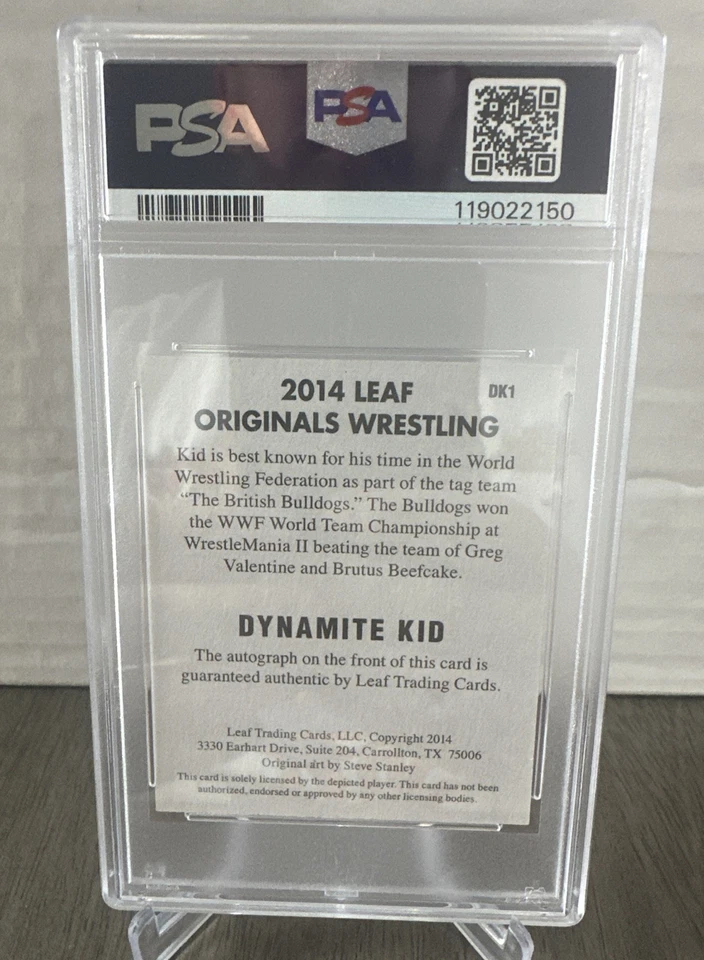 PSA
PSA
119022150
2014 LEAF
DK1
ORIGINALS WRESTLING
Kid is best known for his time in the World
Wrestling Federation as part of the tag team
“The British Bulldogs.” The Bulldogs won
the WWF World Team Championship at
WrestleMania II beating the team of Greg
Valentine and Brutus Beefcake.
DYNAMITE KID
The autograph on the front of this card is
guaranteed authentic by Leaf Trading Cards.
Leaf Trading Cards, LLC, Copyright 2014
3330 Earhart Drive, Suite 204, Carrollton, TX 75006
Original art by Steve Stanley
This card is solely licensed by the depicted player. This card has not been
authorized, endorsed or approved by any other licensing bodies.